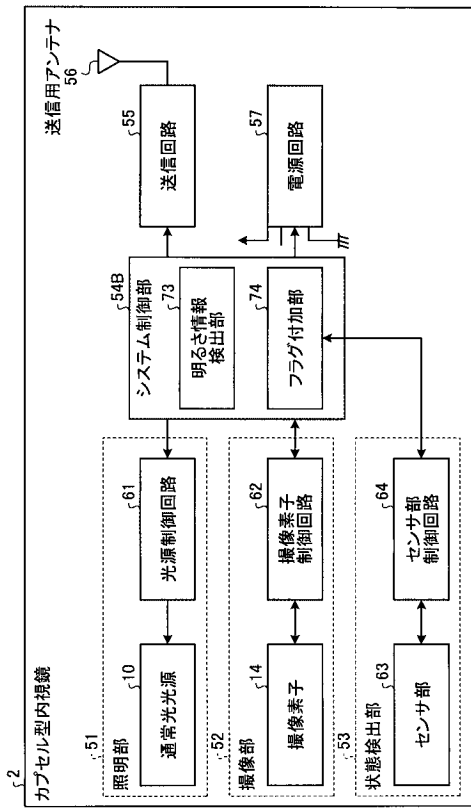 2
カプセル型内視鏡
51
照明部
10
通常光光源
61
光源制御回路
52
撮像部
14
撮像素子
62
撮像素子
制御回路
53
状態検出部
63
センサ部
64
センサ部
制御回路
54B
システム制御部
73
明るさ情報
検出部
74
フラグ付加部
送信用アンテナ
56
55
送信回路
57
電源回路